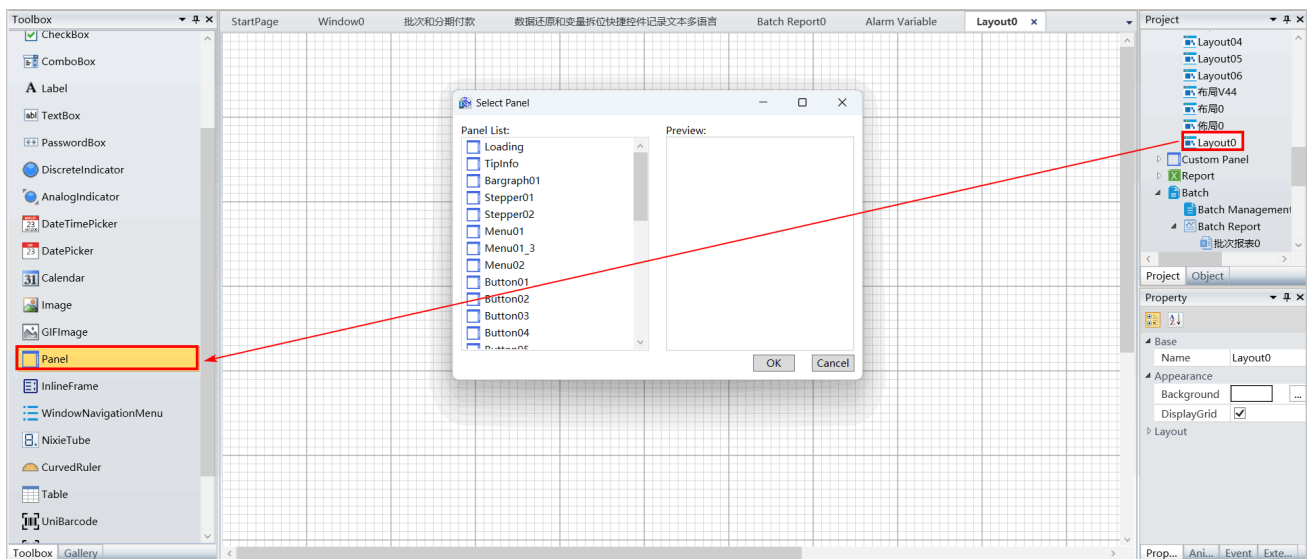 Toolbox
CheckBox
ComboBox
A Label
abl TextBox
PasswordBox
DiscreteIndicator
AnalogIndicator
23 DateTimePicker
23 DatePicker
31 Calendar
Image
GIFImage
Panel
InlineFrame
WindowNavigationMenu
NixieTube
CurvedRuler
Table
UniBarcode
Toolbox Gallery
StartPage Window0 批次和分期付款 数据还原和变量拆位快捷控件记录文本多语言 Batch Report0 Alarm Variable Layout0
Select Panel
Panel List:
Loading
TipInfo
Bargraph01
Stepper01
Stepper02
Menu01
Menu01_3
Menu02
Button01
Button02
Button03
Button04
Button05
Preview:
OK Cancel
Project
Layout04
Layout05
Layout06
布局V44
布局0
佈局0
Layout0
Custom Panel
Report
Batch
Batch Management
Batch Report
批次报表0
Project Object
Property
Base
Name Layout0
Appearance
Background ...
DisplayGrid
Layout
Prop... Ani... Event Exte...